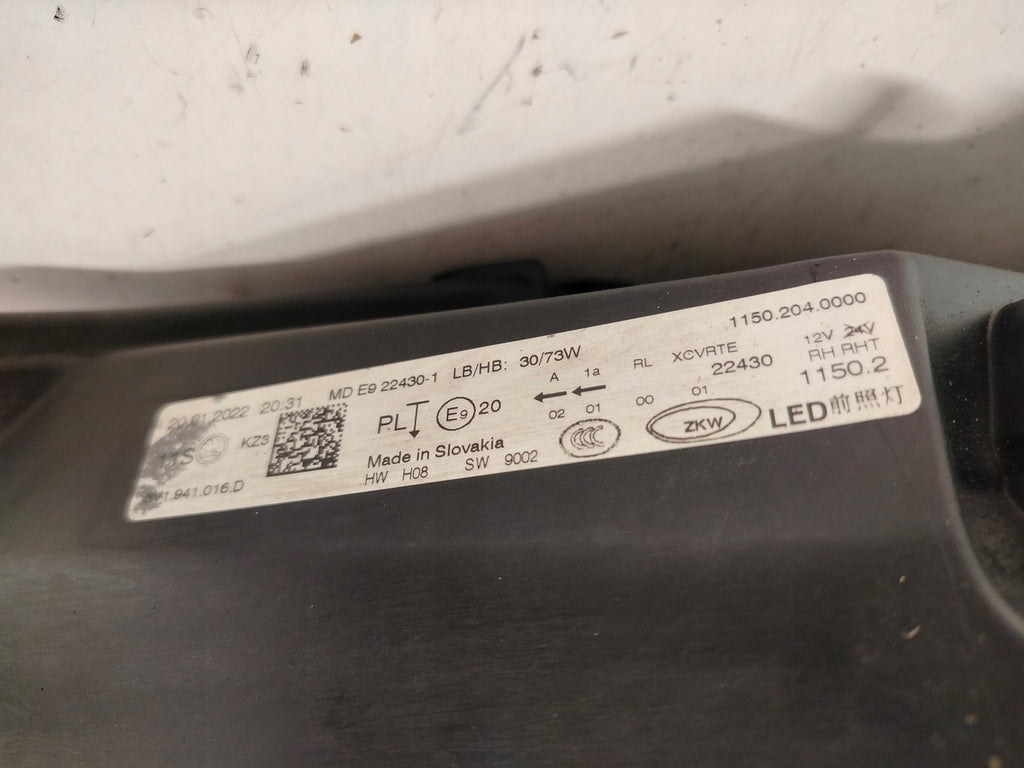 20.01.2022 20:31 MD E9 22430-1 LB/HB: 30/73W 1150.204.0000
KZ3 PL E9 20 A 1a RL XCVRTE 12V 24V
02 01 00 01 22430 RH RHT
Made in Slovakia CCC ZKW 1150.2
HW H08 SW 9002 LED前照灯
.941.016.D